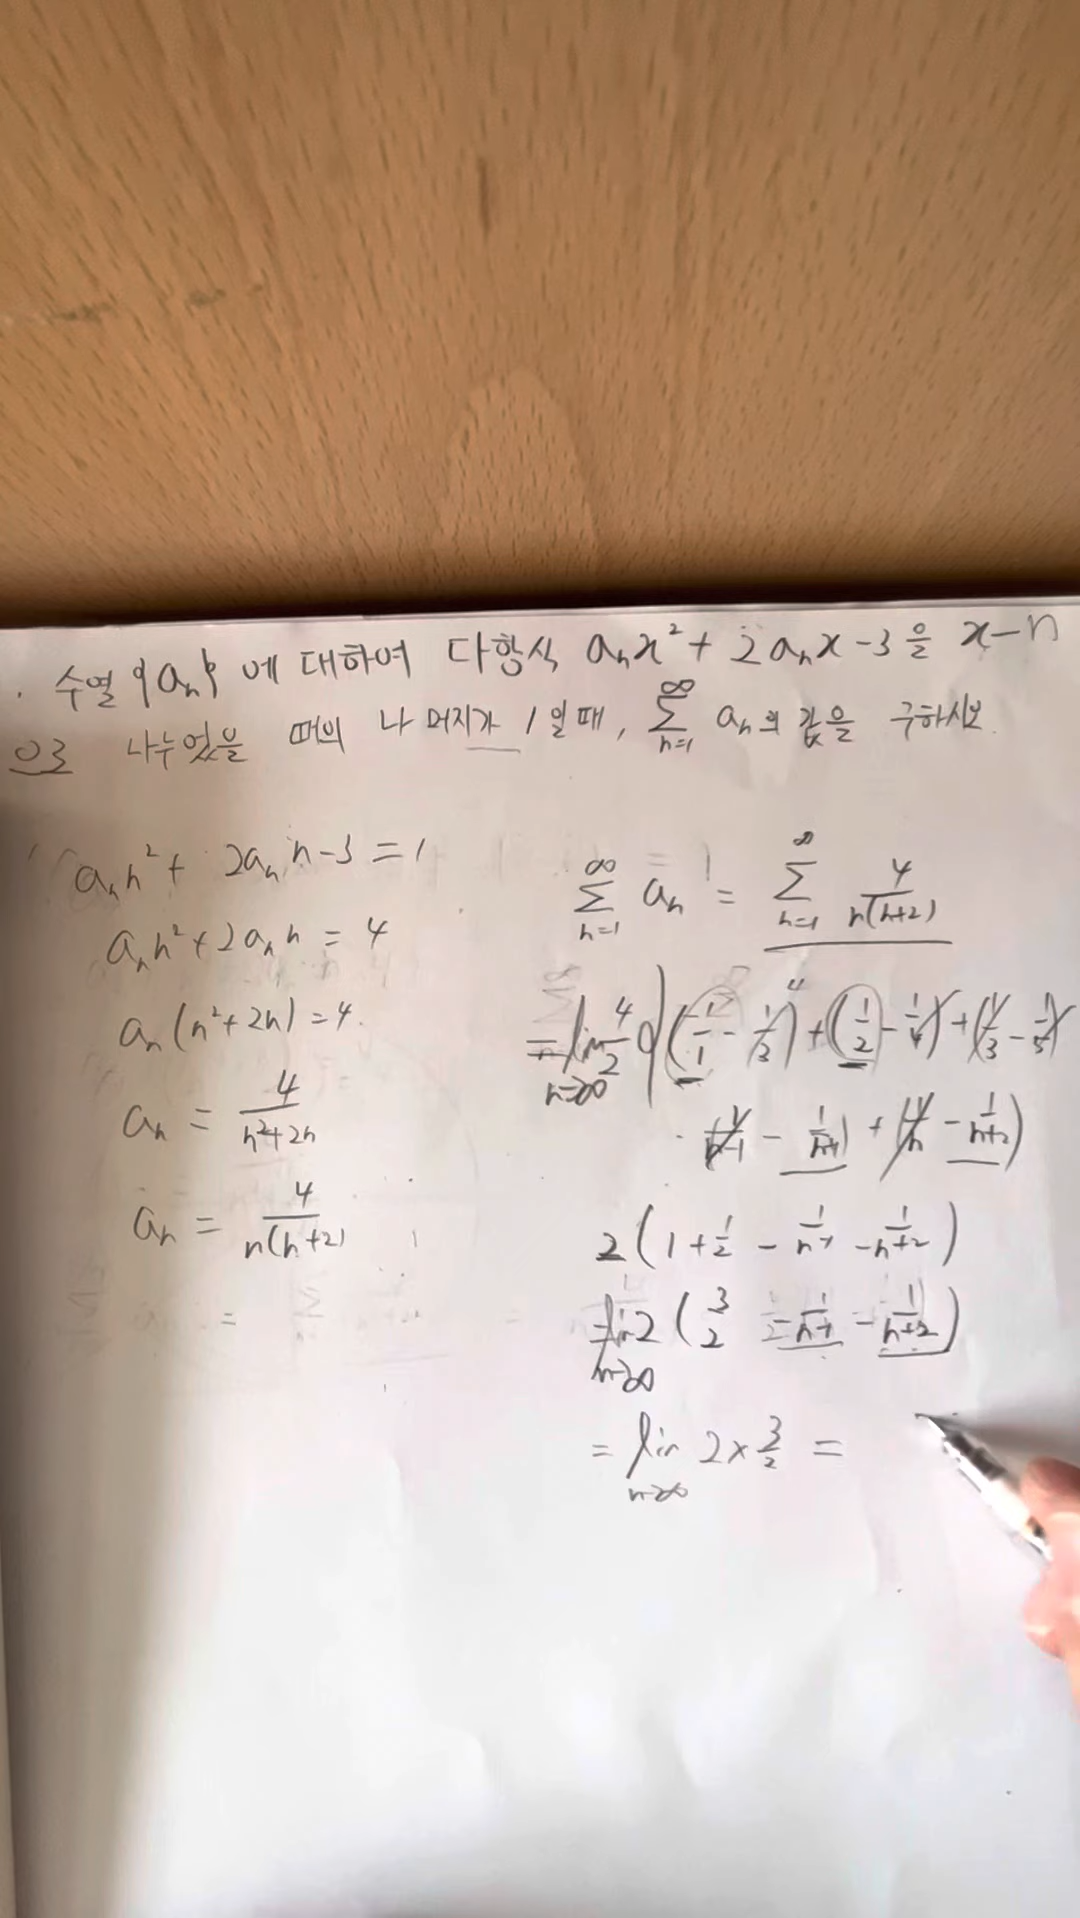 . 수열 {aₙ} 에 대하여 다항식 aₙx² + 2aₙx - 3을 x-n
으로 나누었을 때의 나머지가 1일 때, ∑_{n=1}^{∞} aₙ의 값을 구하시오.
aₙn² + 2aₙn - 3 = 1
aₙn² + 2aₙn = 4
aₙ(n² + 2n) = 4.
aₙ = 4/(n²+2n)
aₙ = 4/(n(n+2))
∑_{n=1}^{∞} aₙ = ∑_{n=1}^{∞} 4/(n(n+2))
= lim_{n→∞} 4/2 {(1/1 - 1/3) + (1/2 - 1/4) + (1/3 - 1/5)
(1/(n-1) - 1/(n+1)) + (1/n - 1/(n+2))
2(1 + 1/2 - 1/(n+1) - 1/(n+2))
= lim_{n→∞} 2(3/2 - 1/(n+1) - 1/(n+2))
= lim_{n→∞} 2 × 3/2 =